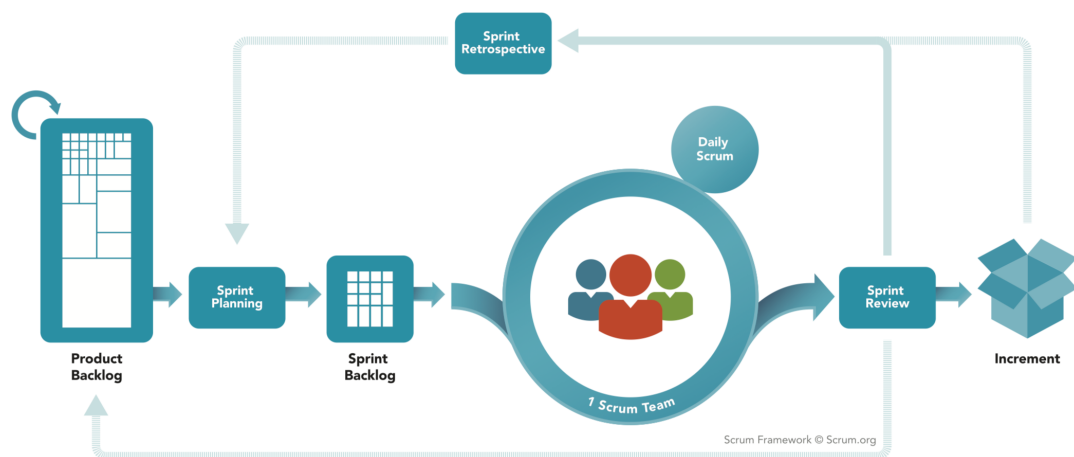 Sprint
Retrospective
Daily
Scrum
Sprint
Planning
Sprint
Review
Product
Backlog
Sprint
Backlog
1 Scrum Team
Increment
Scrum Framework © Scrum.org